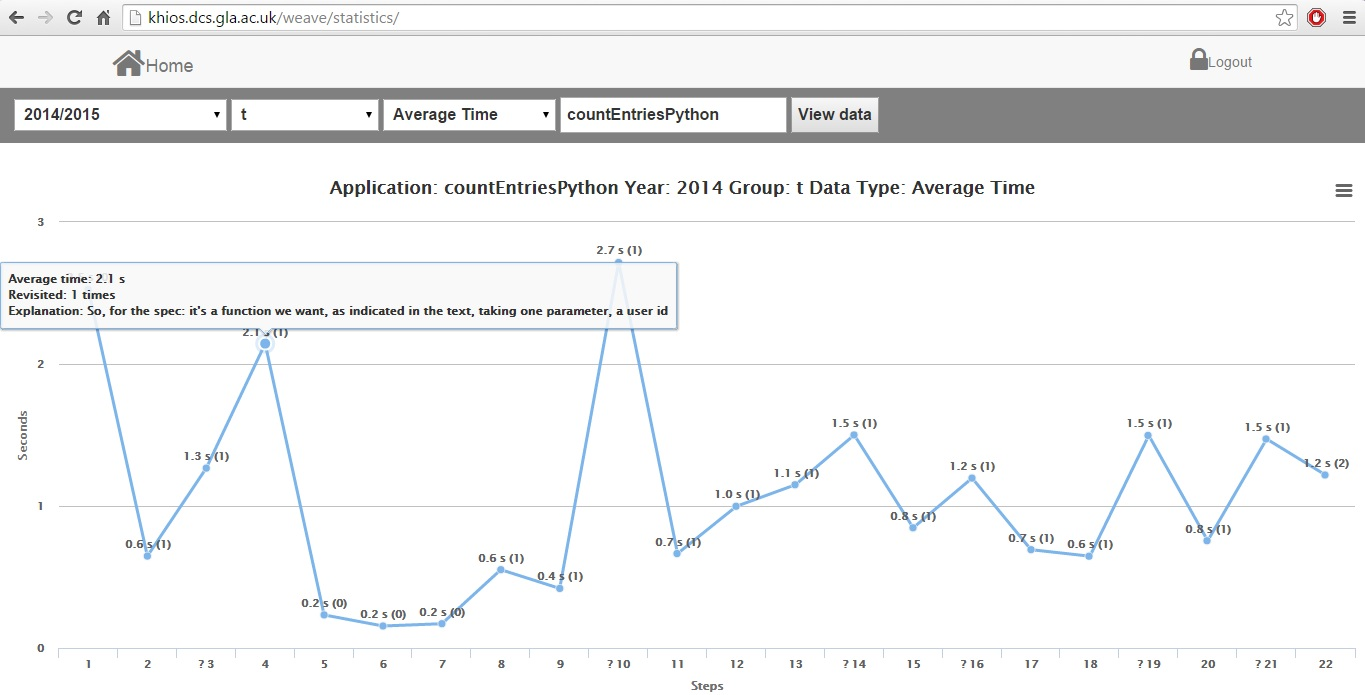 khios.dcs.gla.ac.uk/weave/statistics/
Home
Logout
2014/2015 t Average Time countEntriesPython View data
Application: countEntriesPython Year: 2014 Group: t Data Type: Average Time
3
2.7 s (1)
Average time: 2.1 s
Revisited: 1 times
Explanation: So, for the spec: it's a function we want, as indicated in the text, taking one parameter, a user id
2.1 s (1)
2
1.3 s (1)
1.5 s (1)
1.5 s (1)
1.5 s (1)
1.2 s (1)
1.2 s (2)
1.1 s (1)
1.0 s (1)
1
0.8 s (1)
0.8 s (1)
0.6 s (1)
0.7 s (1)
0.7 s (1)
0.6 s (1)
0.6 s (1)
0.4 s (1)
0.2 s (0)
0.2 s (0)
0.2 s (0)
0
Seconds
1 2 ? 3 4 5 6 7 8 9 ? 10 11 12 13 ? 14 15 ? 16 17 18 ? 19 20 ? 21 22
Steps